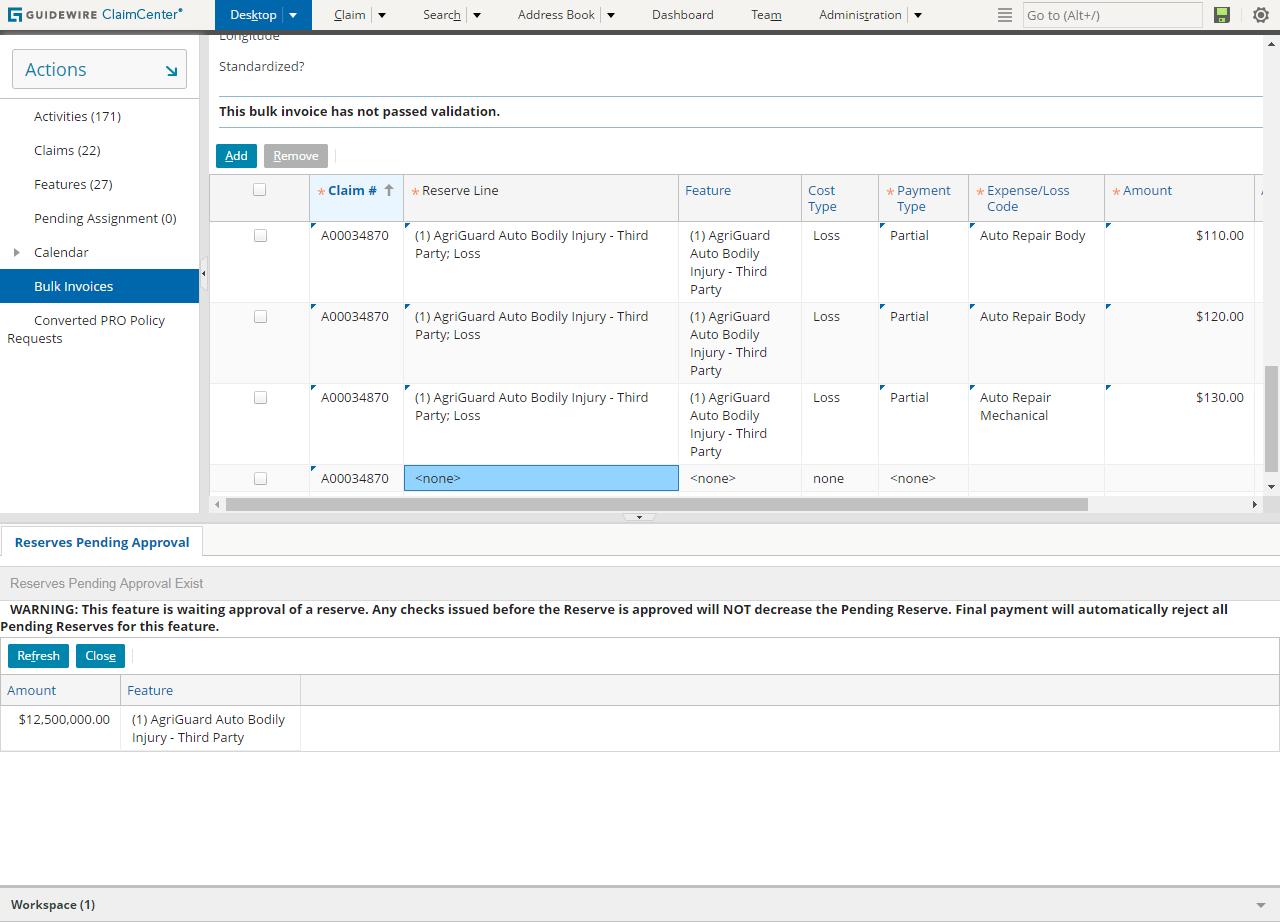 GUIDEWIRE ClaimCenter®
Desktop
Claim
Search
Address Book
Dashboard
Team
Administration
Go to (Alt+/)
Actions
Activities (171)
Claims (22)
Features (27)
Pending Assignment (0)
Calendar
Bulk Invoices
Converted PRO Policy
Requests
Longitude
Standardized?
This bulk invoice has not passed validation.
Add
Remove
* Claim #
* Reserve Line
Feature
Cost
Type
* Payment
Type
* Expense/Loss
Code
* Amount
A00034870
(1) AgriGuard Auto Bodily Injury - Third
Party; Loss
(1) AgriGuard
Auto Bodily
Injury - Third
Party
Loss
Partial
Auto Repair Body
$110.00
A00034870
(1) AgriGuard Auto Bodily Injury - Third
Party; Loss
(1) AgriGuard
Auto Bodily
Injury - Third
Party
Loss
Partial
Auto Repair Body
$120.00
A00034870
(1) AgriGuard Auto Bodily Injury - Third
Party; Loss
(1) AgriGuard
Auto Bodily
Injury - Third
Party
Loss
Partial
Auto Repair
Mechanical
$130.00
A00034870
<none>
<none>
none
<none>
Reserves Pending Approval
Reserves Pending Approval Exist
WARNING: This feature is waiting approval of a reserve. Any checks issued before the Reserve is approved will NOT decrease the Pending Reserve. Final payment will automatically reject all
Pending Reserves for this feature.
Refresh
Close
Amount
Feature
$12,500,000.00
(1) AgriGuard Auto Bodily
Injury - Third Party
Workspace (1)